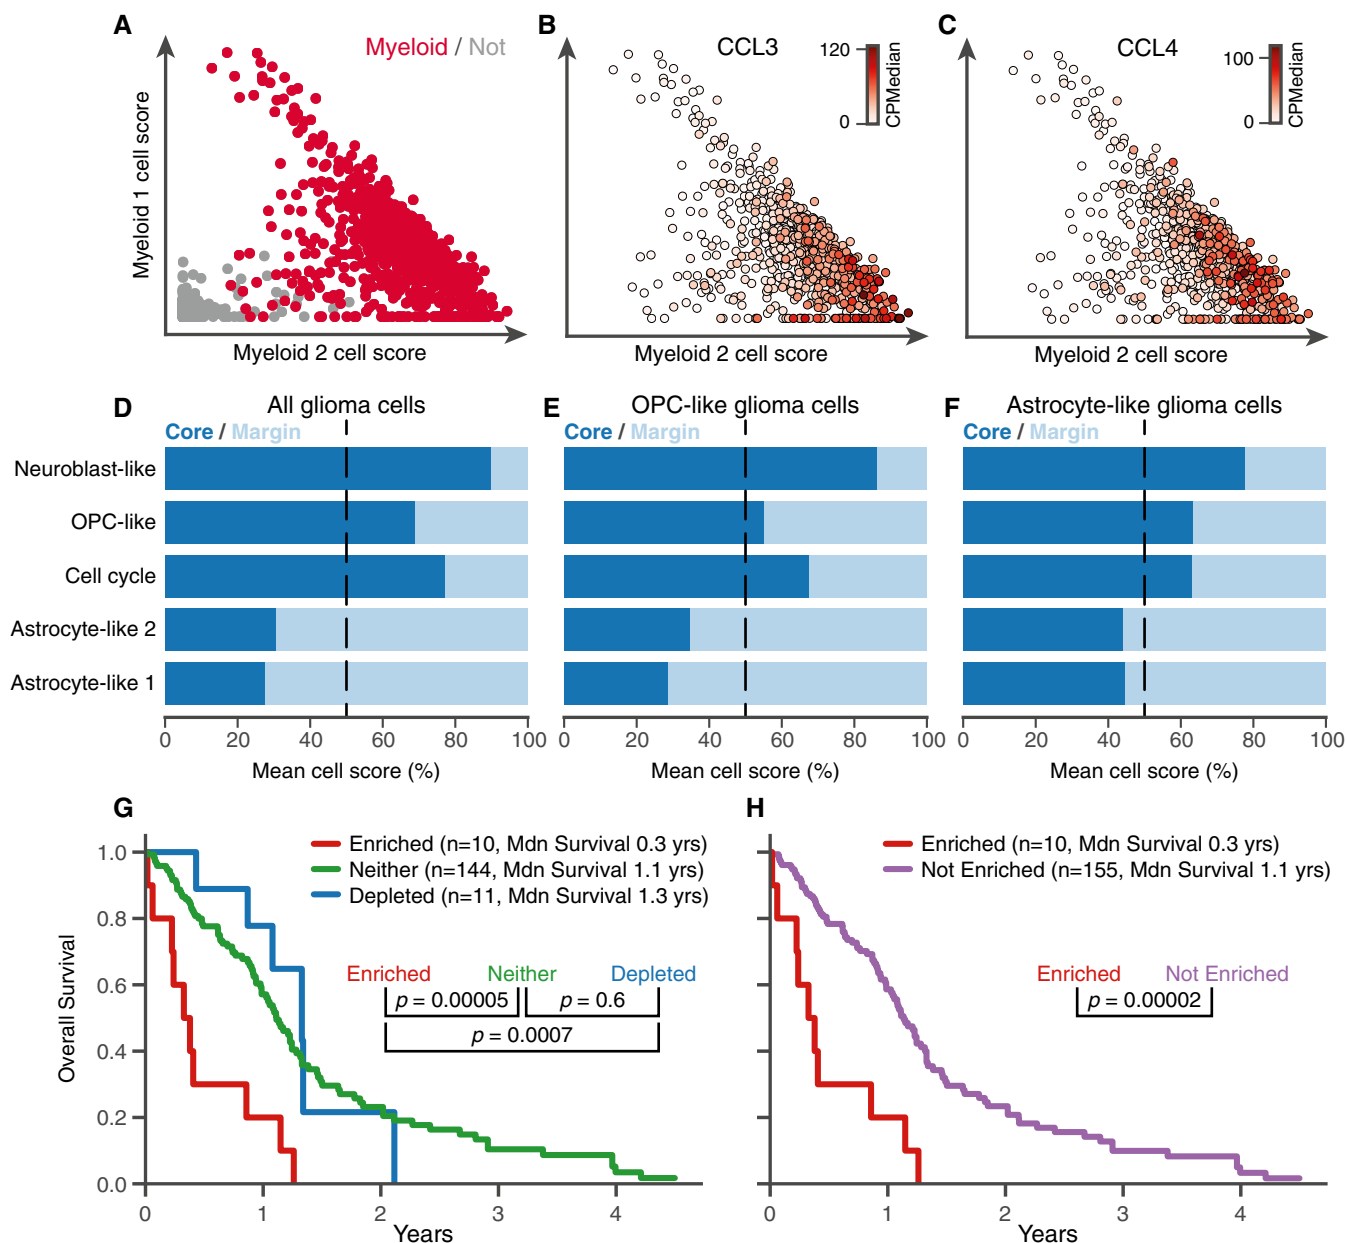 A
Myeloid / Not
Myeloid 1 cell score
Myeloid 2 cell score
B
CCL3
120
0
CPMedian
Myeloid 2 cell score
C
CCL4
100
0
CPMedian
Myeloid 2 cell score
D
All glioma cells
Core / Margin
Neuroblast-like
OPC-like
Cell cycle
Astrocyte-like 2
Astrocyte-like 1
0 20 40 60 80 100
Mean cell score (%)
E
OPC-like glioma cells
Core / Margin
0 20 40 60 80 100
Mean cell score (%)
F
Astrocyte-like glioma cells
Core / Margin
0 20 40 60 80 100
Mean cell score (%)
G
Enriched (n=10, Mdn Survival 0.3 yrs)
Neither (n=144, Mdn Survival 1.1 yrs)
Depleted (n=11, Mdn Survival 1.3 yrs)
Enriched Neither Depleted
p = 0.00005 p = 0.6
p = 0.0007
Overall Survival
1.0
0.8
0.6
0.4
0.2
0.0
0 1 2 3 4
Years
H
Enriched (n=10, Mdn Survival 0.3 yrs)
Not Enriched (n=155, Mdn Survival 1.1 yrs)
Enriched Not Enriched
p = 0.00002
0 1 2 3 4
Years